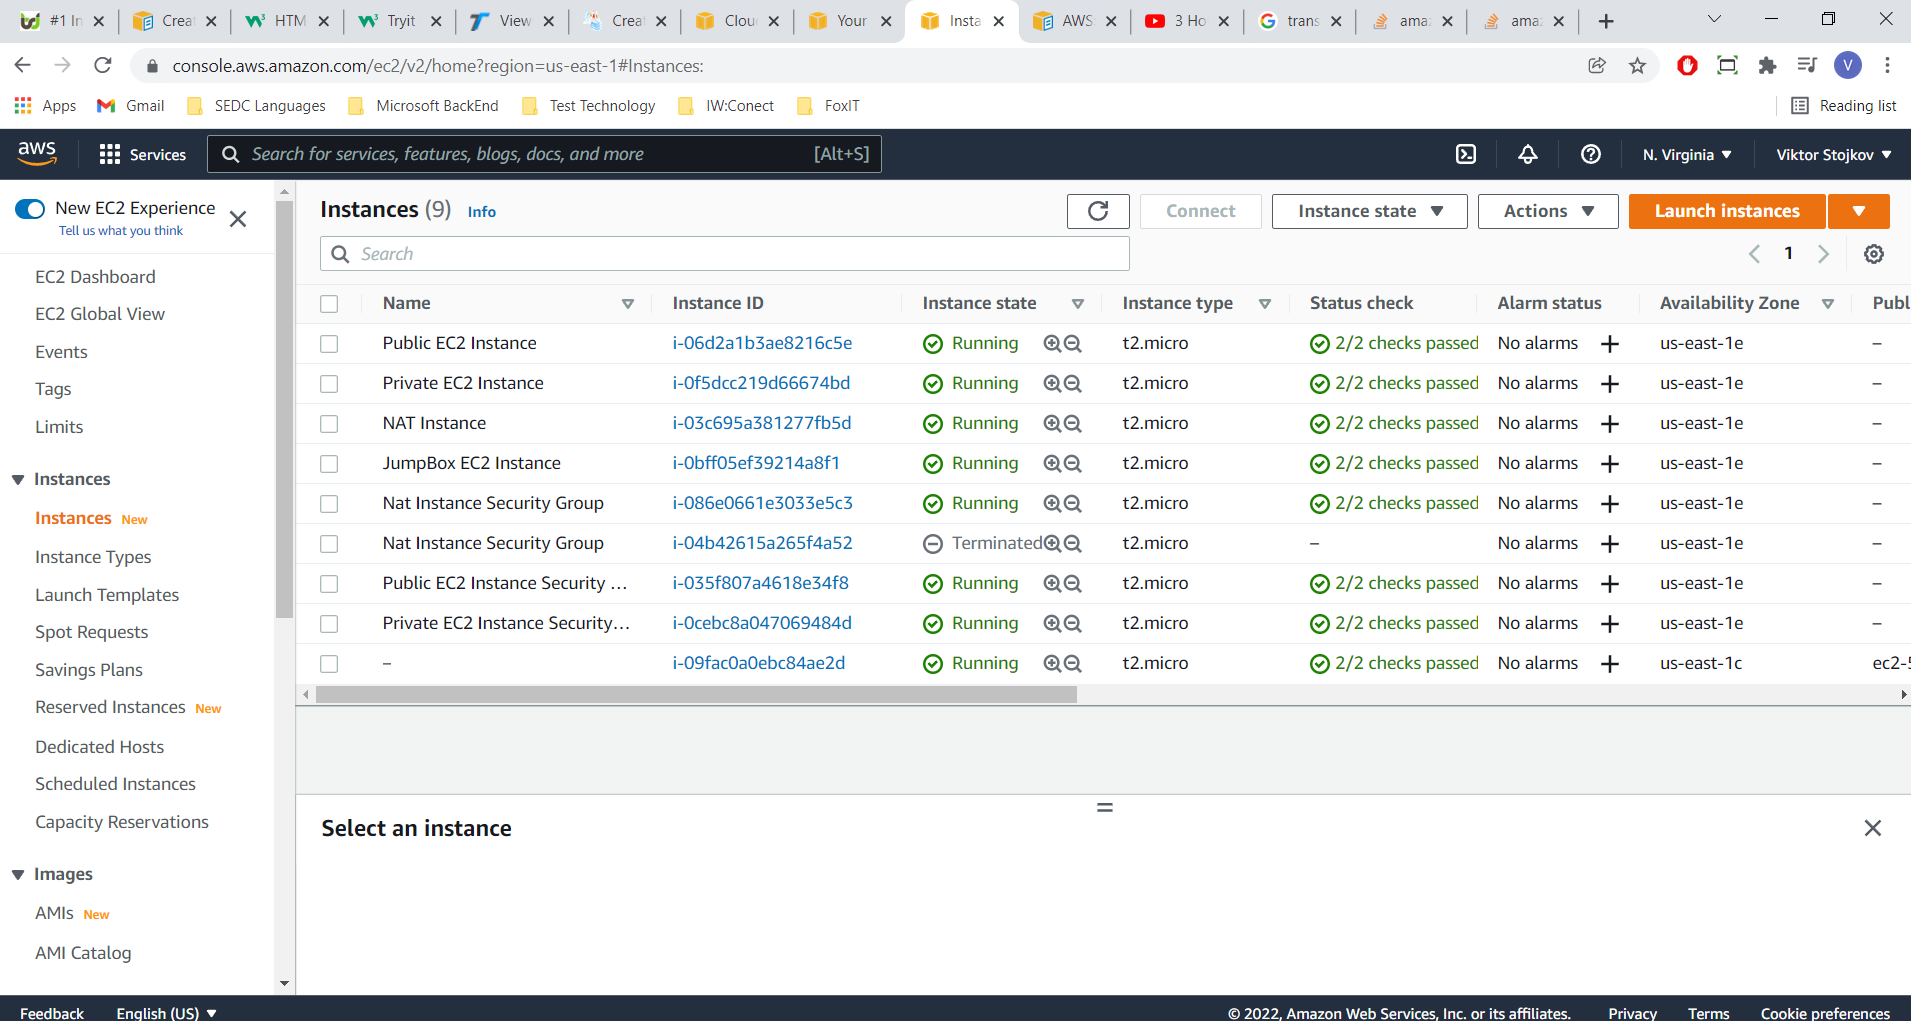 #1 In
Creat
HTM
Tryit
View
Creat
Clou
Your
Insta
AWS
3 Ho
trans
amaz
amaz
console.aws.amazon.com/ec2/v2/home?region=us-east-1#Instances:
V
Apps
Gmail
SEDC Languages
Microsoft BackEnd
Test Technology
IW:Conect
FoxIT
Reading list
aws
Services
Search for services, features, blogs, docs, and more
[Alt+S]
N. Virginia
Viktor Stojkov
New EC2 Experience
Tell us what you think
EC2 Dashboard
EC2 Global View
Events
Tags
Limits
Instances
Instances New
Instance Types
Launch Templates
Spot Requests
Savings Plans
Reserved Instances New
Dedicated Hosts
Scheduled Instances
Capacity Reservations
Images
AMIs New
AMI Catalog
Instances (9) Info
Connect
Instance state
Actions
Launch instances
Search
1
Name Instance ID Instance state Instance type Status check Alarm status Availability Zone Publ
Public EC2 Instance i-06d2a1b3ae8216c5e Running t2.micro 2/2 checks passed No alarms + us-east-1e –
Private EC2 Instance i-0f5dcc219d66674bd Running t2.micro 2/2 checks passed No alarms + us-east-1e –
NAT Instance i-03c695a381277fb5d Running t2.micro 2/2 checks passed No alarms + us-east-1e –
JumpBox EC2 Instance i-0bff05ef39214a8f1 Running t2.micro 2/2 checks passed No alarms + us-east-1e –
Nat Instance Security Group i-086e0661e3033e5c3 Running t2.micro 2/2 checks passed No alarms + us-east-1e –
Nat Instance Security Group i-04b42615a265f4a52 Terminated t2.micro – No alarms + us-east-1e –
Public EC2 Instance Security ... i-035f807a4618e34f8 Running t2.micro 2/2 checks passed No alarms + us-east-1e –
Private EC2 Instance Security... i-0cebc8a047069484d Running t2.micro 2/2 checks passed No alarms + us-east-1e –
– i-09fac0a0ebc84ae2d Running t2.micro 2/2 checks passed No alarms + us-east-1c ec2-5
Select an instance
Feedback
English (US)
© 2022, Amazon Web Services, Inc. or its affiliates.
Privacy
Terms
Cookie preferences